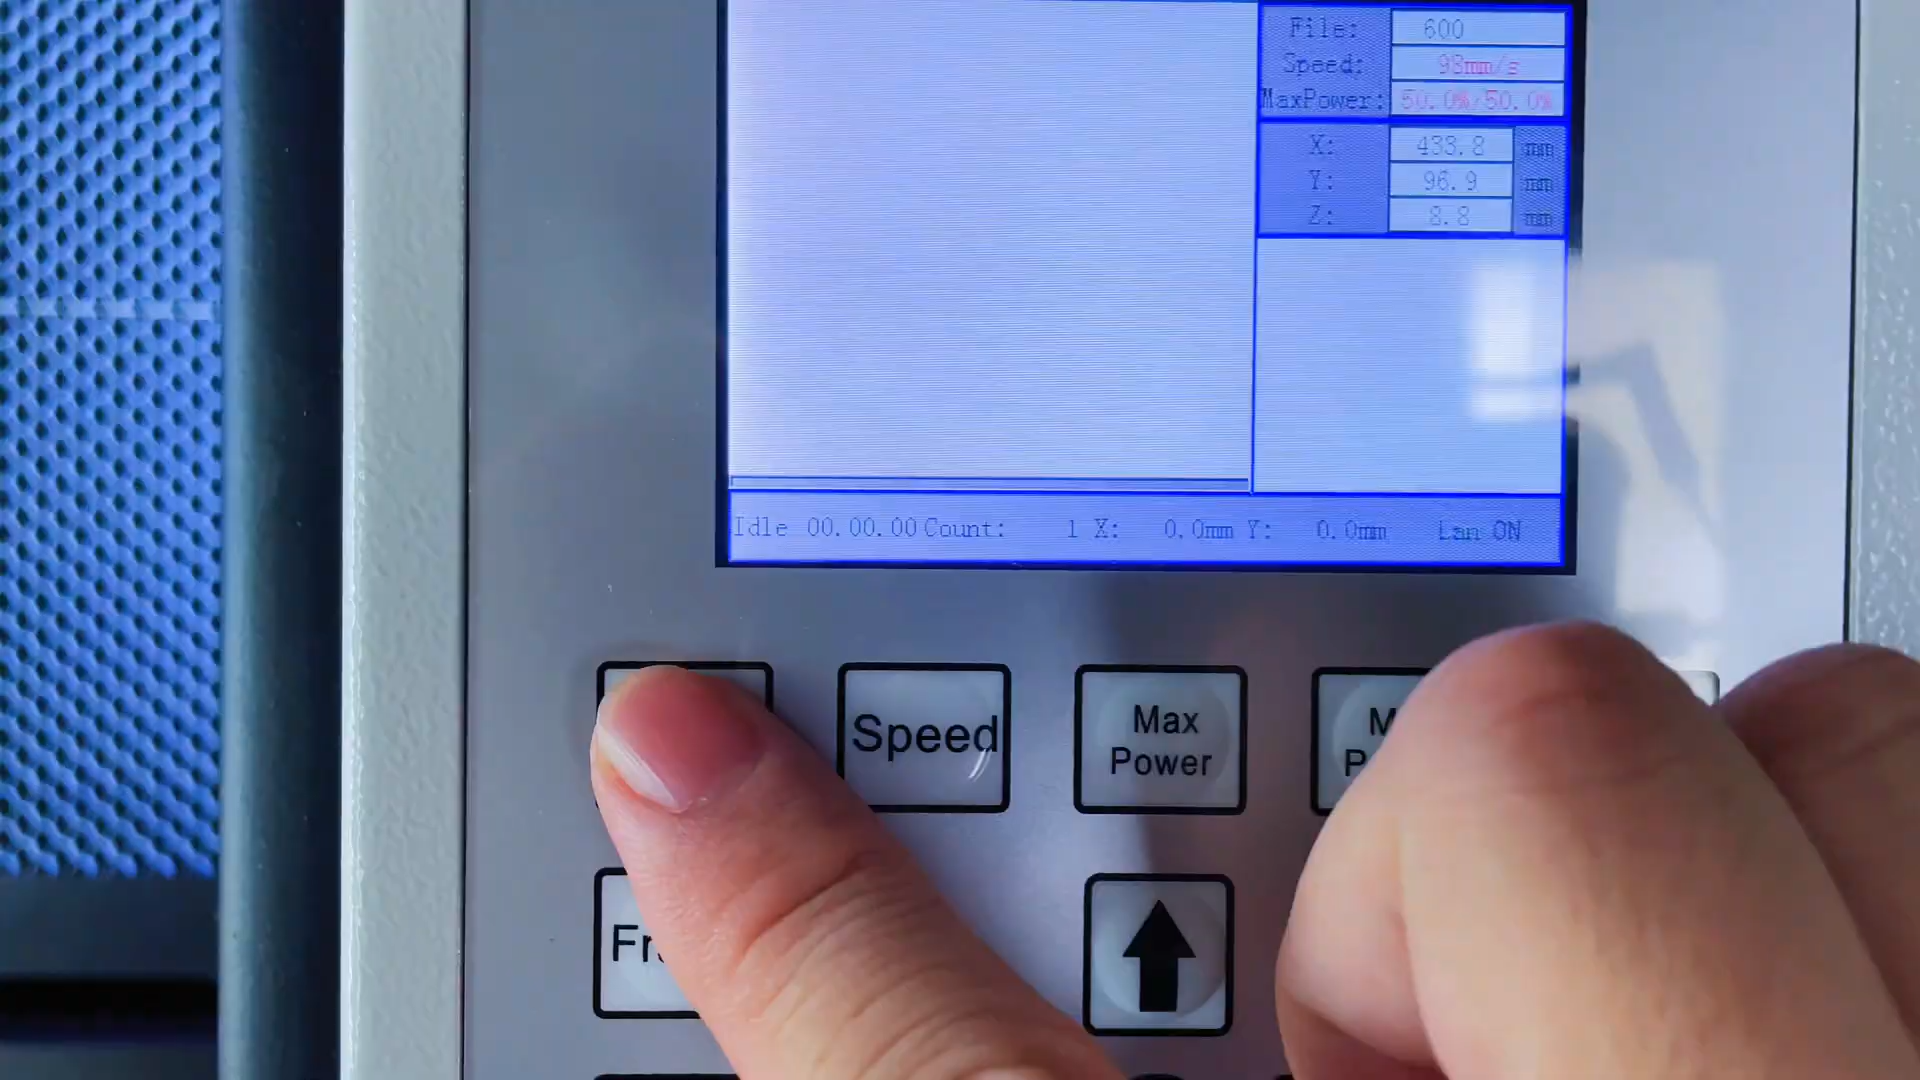 File: 600
Speed: 98mm/s
MaxPower: 50.0%/50.0%
X: 433.8 mm
Y: 96.9 mm
Z: 8.8 mm
Idle 00.00.00 Count: 1 X: 0.0mm Y: 0.0mm Lan ON
Speed
Max
Power